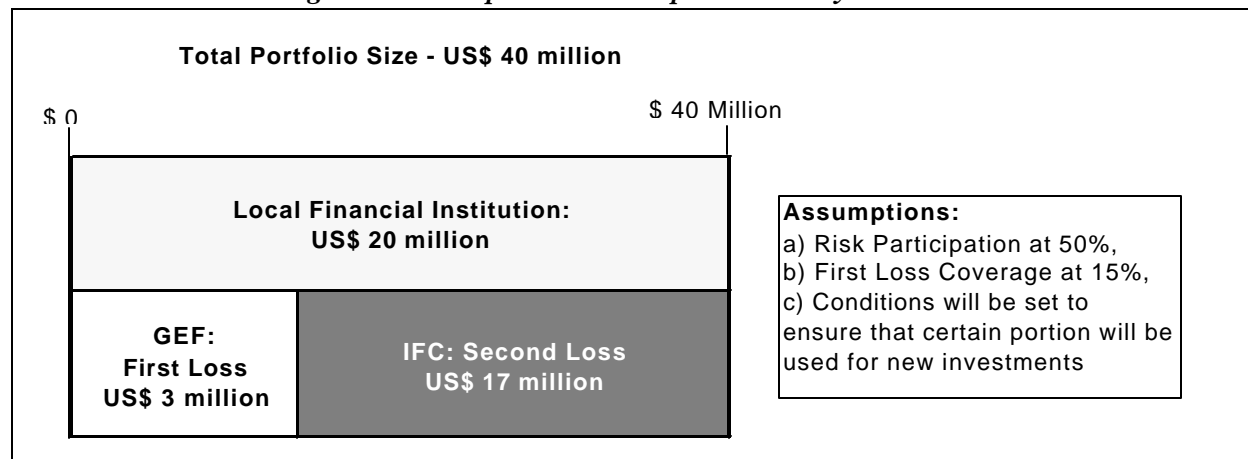 Total Portfolio Size - US$ 40 million
$ 0
$ 40 Million
Local Financial Institution:
US$ 20 million
GEF:
First Loss
US$ 3 million
IFC: Second Loss
US$ 17 million
Assumptions:
a) Risk Participation at 50%,
b) First Loss Coverage at 15%,
c) Conditions will be set to
ensure that certain portion will be
used for new investments